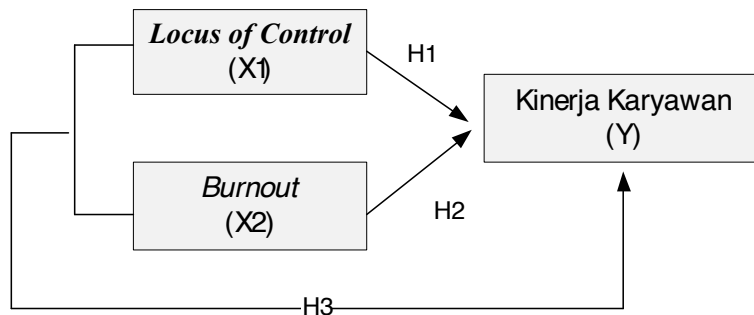 Locus of Control
(X1)
H1
Kinerja Karyawan
(Y)
Burnout
(X2)
H2
H3